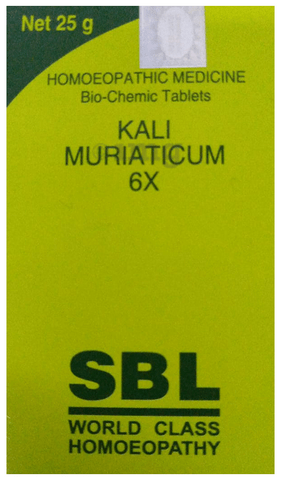 Net 25 g
HOMOEOPATHIC MEDICINE
Bio-Chemic Tablets
KALI
MURIATICUM
6X
SBL
WORLD CLASS
HOMOEOPATHY